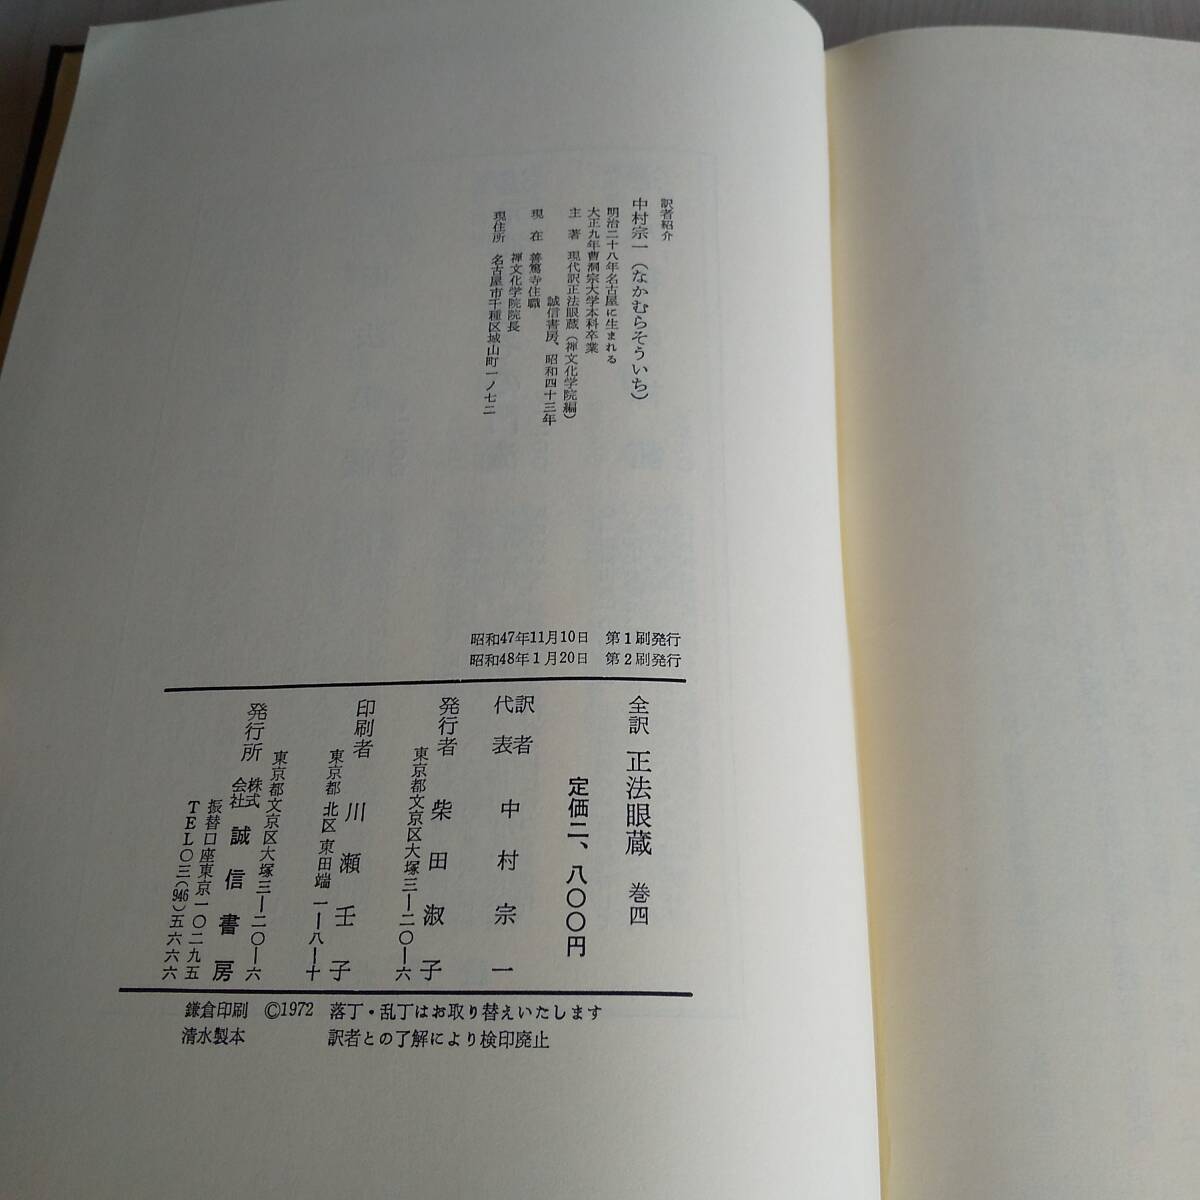 訳者紹介
中村宗一（なかむらそういち）
明治二十八年名古屋に生まれる
大正九年曹洞宗大学本科卒業
主著　現代訳正法眼蔵（禅文化学院編）
誠信書房、昭和四十三年
現在　善篤寺住職
禅文化学院院長
現住所　名古屋市千種区城山町一ノ七二
昭和47年11月10日　第1刷発行
昭和48年1月20日　第2刷発行
全訳　正法眼蔵　巻四
定価二、八〇〇円
訳者代表　中村宗一
発行者　柴田淑子
東京都文京区大塚三―二〇―六
印刷者　川瀬壬子
東京都北区東田端一―八―十
発行所　株式会社　誠信書房
東京都文京区大塚三―二〇―六
振替口座東京一〇二九五
TEL〇三(946)五六六六
鎌倉印刷　©1972　落丁・乱丁はお取り替えいたします
清水製本　訳者との了解により検印廃止